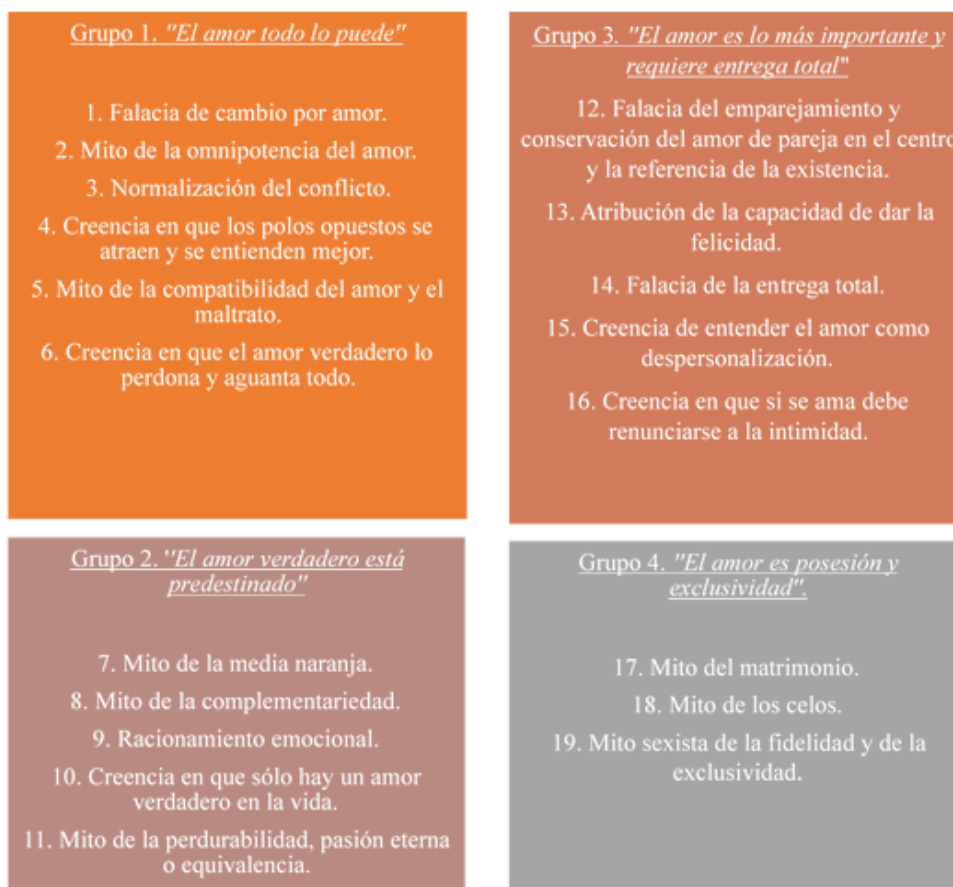 Grupo 1. "El amor todo lo puede"
1. Falacia de cambio por amor.
2. Mito de la omnipotencia del amor.
3. Normalización del conflicto.
4. Creencia en que los polos opuestos se
atraen y se entienden mejor.
5. Mito de la compatibilidad del amor y el
maltrato.
6. Creencia en que el amor verdadero lo
perdona y aguanta todo.
Grupo 2. "El amor verdadero está
predestinado"
7. Mito de la media naranja.
8. Mito de la complementariedad.
9. Racionamiento emocional.
10. Creencia en que sólo hay un amor
verdadero en la vida.
11. Mito de la perdurabilidad, pasión eterna
o equivalencia.
Grupo 3. "El amor es lo más importante y
requiere entrega total"
12. Falacia del emparejamiento y
conservación del amor de pareja en el centro
y la referencia de la existencia.
13. Atribución de la capacidad de dar la
felicidad.
14. Falacia de la entrega total.
15. Creencia de entender el amor como
despersonalización.
16. Creencia en que si se ama debe
renunciarse a la intimidad.
Grupo 4. "El amor es posesión y
exclusividad".
17. Mito del matrimonio.
18. Mito de los celos.
19. Mito sexista de la fidelidad y de la
exclusividad.